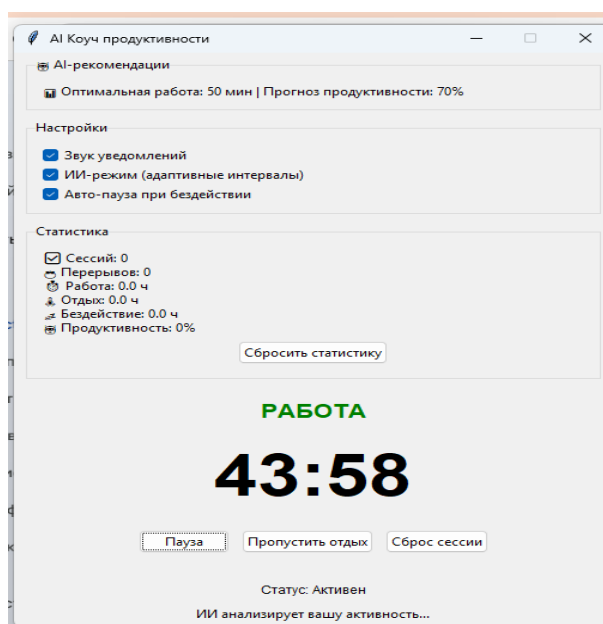 AI Коуч продуктивности
AI-рекомендации
Оптимальная работа: 50 мин | Прогноз продуктивности: 70%
Настройки
Звук уведомлений
ИИ-режим (адаптивные интервалы)
Авто-пауза при бездействии
Статистика
Сессий: 0
Перерывов: 0
Работа: 0.0 ч
Отдых: 0.0 ч
Бездействие: 0.0 ч
Продуктивность: 0%
Сбросить статистику
РАБОТА
43:58
Пауза Пропустить отдых Сброс сессии
Статус: Активен
ИИ анализирует вашу активность...